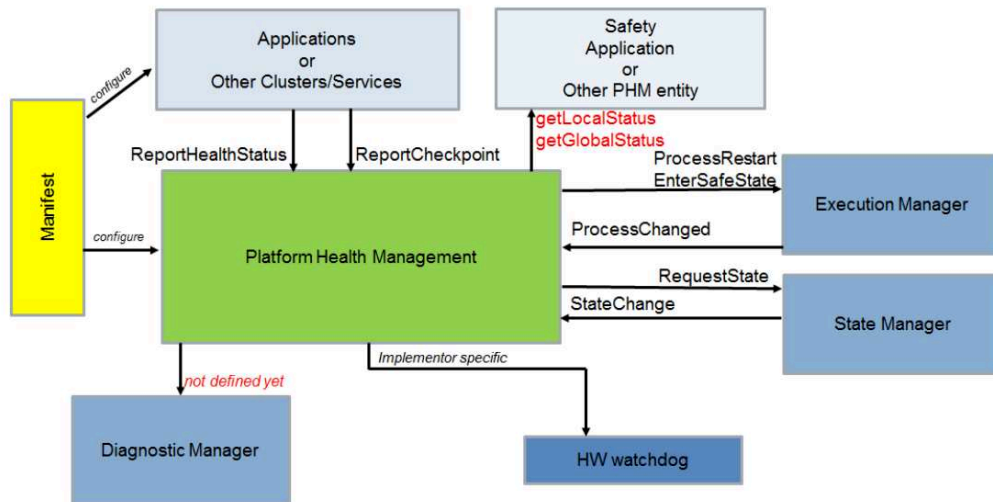 Applications
or
Other Clusters/Services
Safety
Application
or
Other PHM entity
configure
getLocalStatus
getGlobalStatus
ReportHealthStatus
ReportCheckpoint
ProcessRestart
EnterSafeState
Execution Manager
Manifest
configure
Platform Health Management
ProcessChanged
RequestState
StateChange
State Manager
Implementor specific
not defined yet
Diagnostic Manager
HW watchdog